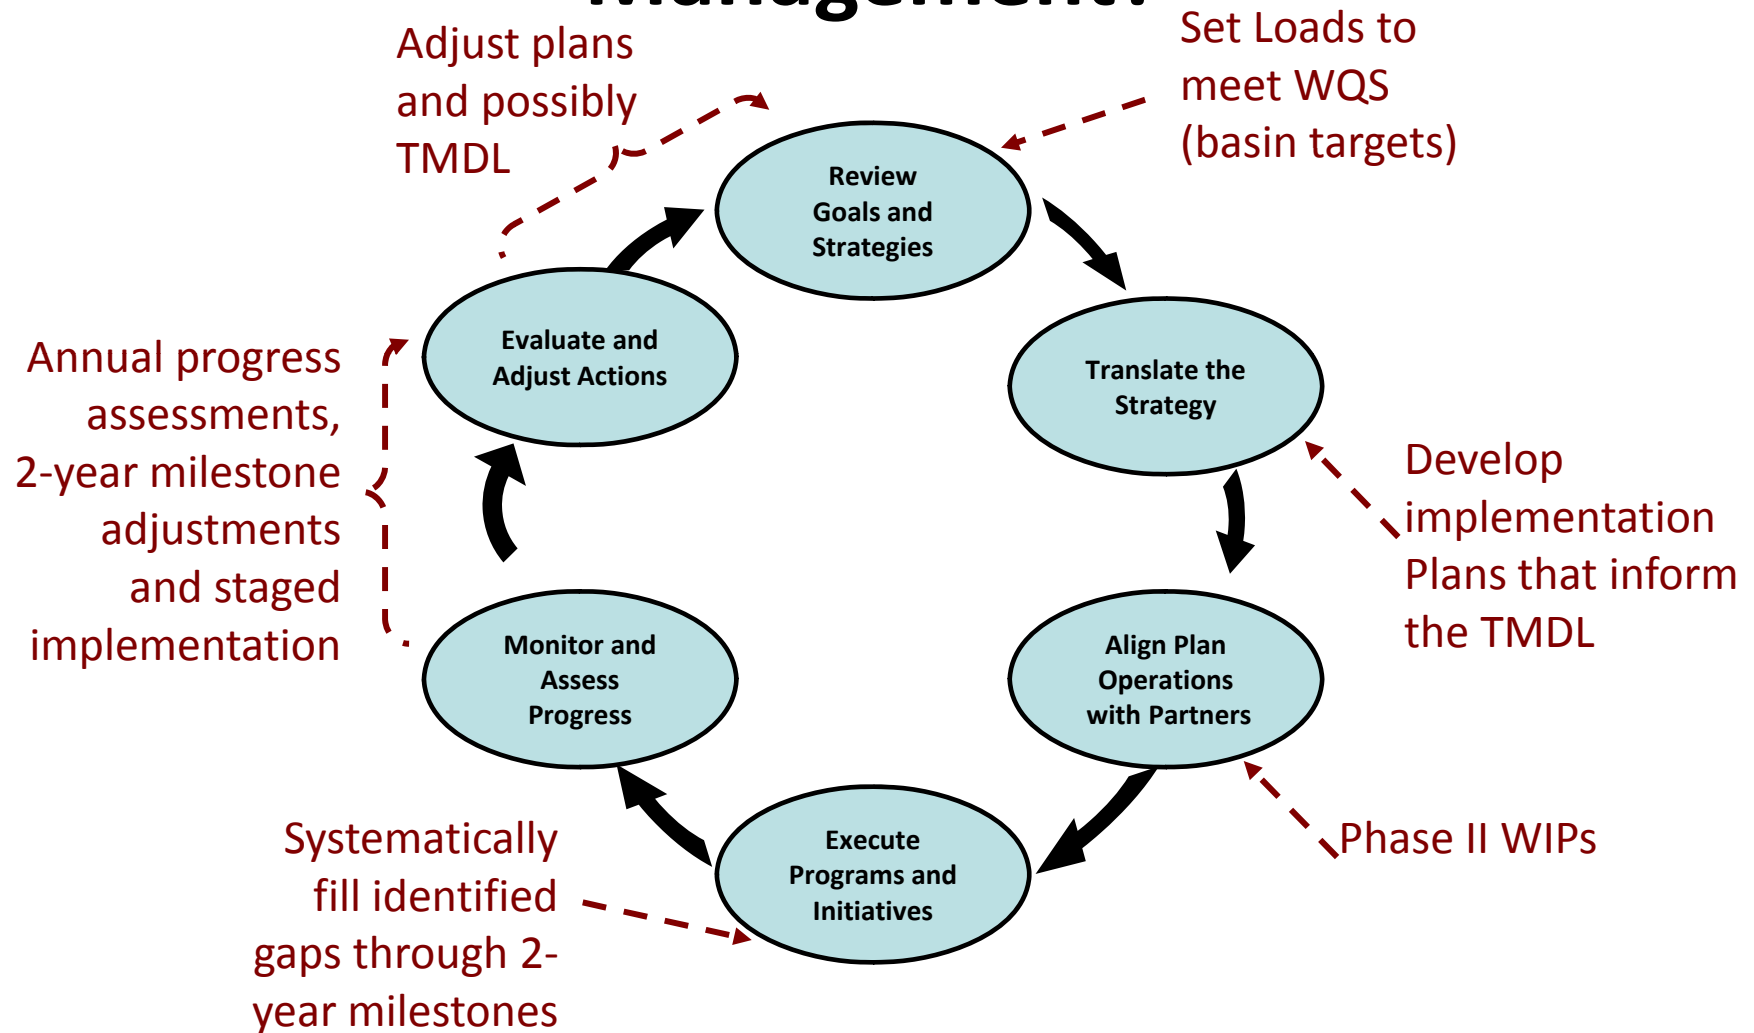 Management?
Adjust plans
and possibly
TMDL
Set Loads to
meet WQS
(basin targets)
Review
Goals and
Strategies
Evaluate and
Adjust Actions
Translate the
Strategy
Annual progress
assessments,
2-year milestone
adjustments
and staged
implementation
Develop
implementation
Plans that inform
the TMDL
Monitor and
Assess
Progress
Align Plan
Operations
with Partners
Phase II WIPs
Execute
Programs and
Initiatives
Systematically
fill identified
gaps through 2-
year milestones